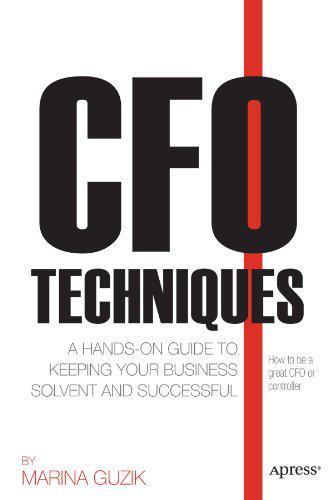 CFO
TECHNIQUES
A HANDS-ON GUIDE TO
KEEPING YOUR BUSINESS
SOLVENT AND SUCCESSFUL
How to be a
great CFO or
controller
BY
MARINA GUZIK
Apress®